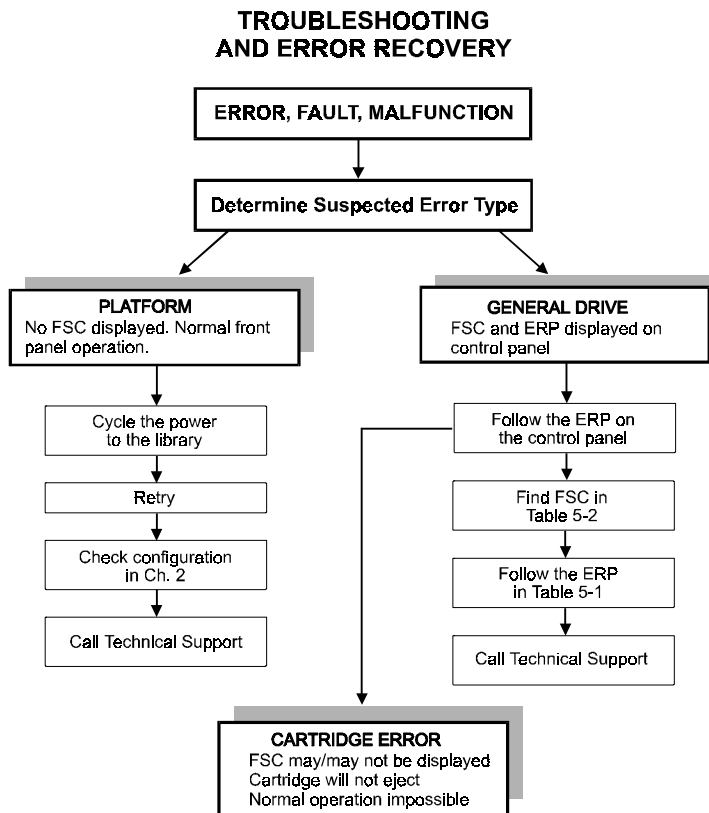 TROUBLESHOOTING
AND ERROR RECOVERY
ERROR, FAULT, MALFUNCTION
Determine Suspected Error Type
PLATFORM
No FSC displayed. Normal front
panel operation.
Cycle the power
to the library
Retry
Check configuration
in Ch. 2
Call Technical Support
GENERAL DRIVE
FSC and ERP displayed on
control panel
Follow the ERP on
the control panel
Find FSC in
Table 5-2
Follow the ERP
in Table 5-1
Call Technical Support
CARTRIDGE ERROR
FSC may/may not be displayed
Cartridge will not eject
Normal operation impossible